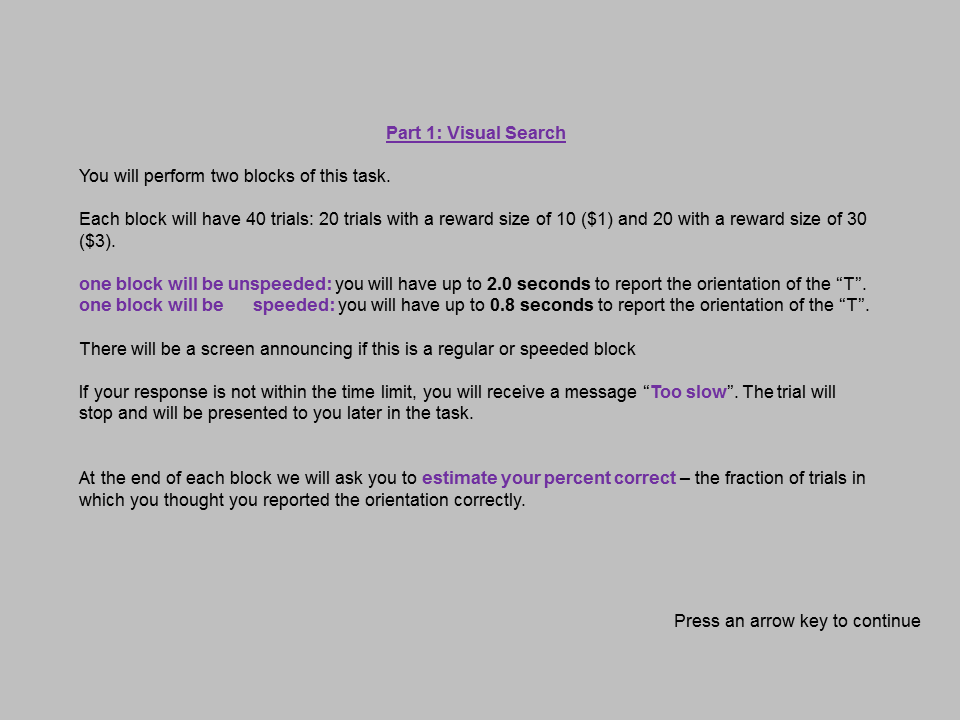 Part 1: Visual Search
You will perform two blocks of this task.
Each block will have 40 trials: 20 trials with a reward size of 10 ($1) and 20 with a reward size of 30
($3).
one block will be unspeeded: you will have up to 2.0 seconds to report the orientation of the “T”.
one block will be speeded: you will have up to 0.8 seconds to report the orientation of the “T”.
There will be a screen announcing if this is a regular or speeded block
If your response is not within the time limit, you will receive a message “Too slow”. The trial will
stop and will be presented to you later in the task.
At the end of each block we will ask you to estimate your percent correct – the fraction of trials in
which you thought you reported the orientation correctly.
Press an arrow key to continue